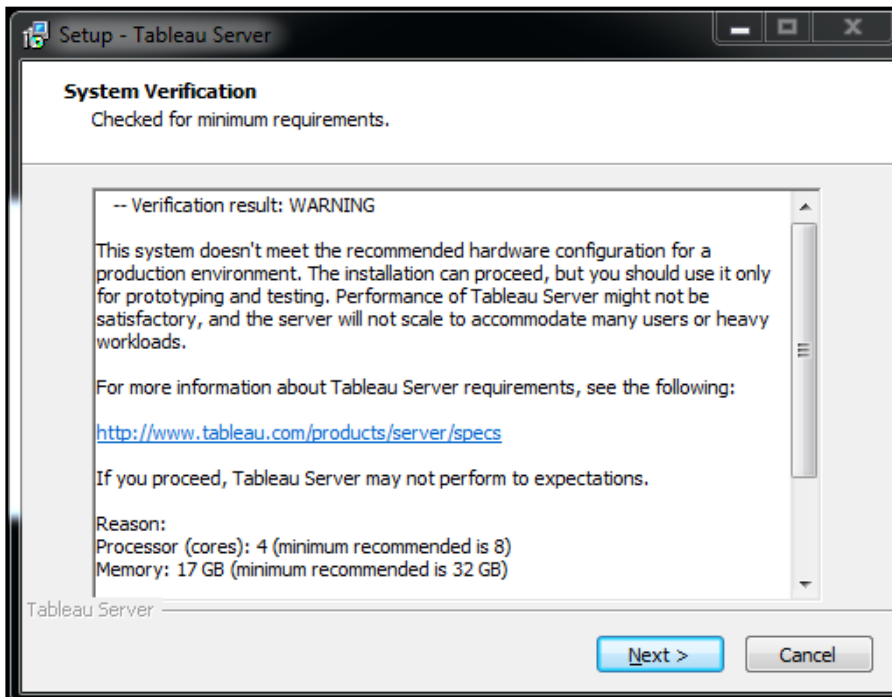 Setup - Tableau Server
System Verification
Checked for minimum requirements.
-- Verification result: WARNING
This system doesn't meet the recommended hardware configuration for a
production environment. The installation can proceed, but you should use it only
for prototyping and testing. Performance of Tableau Server might not be
satisfactory, and the server will not scale to accommodate many users or heavy
workloads.
For more information about Tableau Server requirements, see the following:
http://www.tableau.com/products/server/specs
If you proceed, Tableau Server may not perform to expectations.
Reason:
Processor (cores): 4 (minimum recommended is 8)
Memory: 17 GB (minimum recommended is 32 GB)
Tableau Server
Next >
Cancel